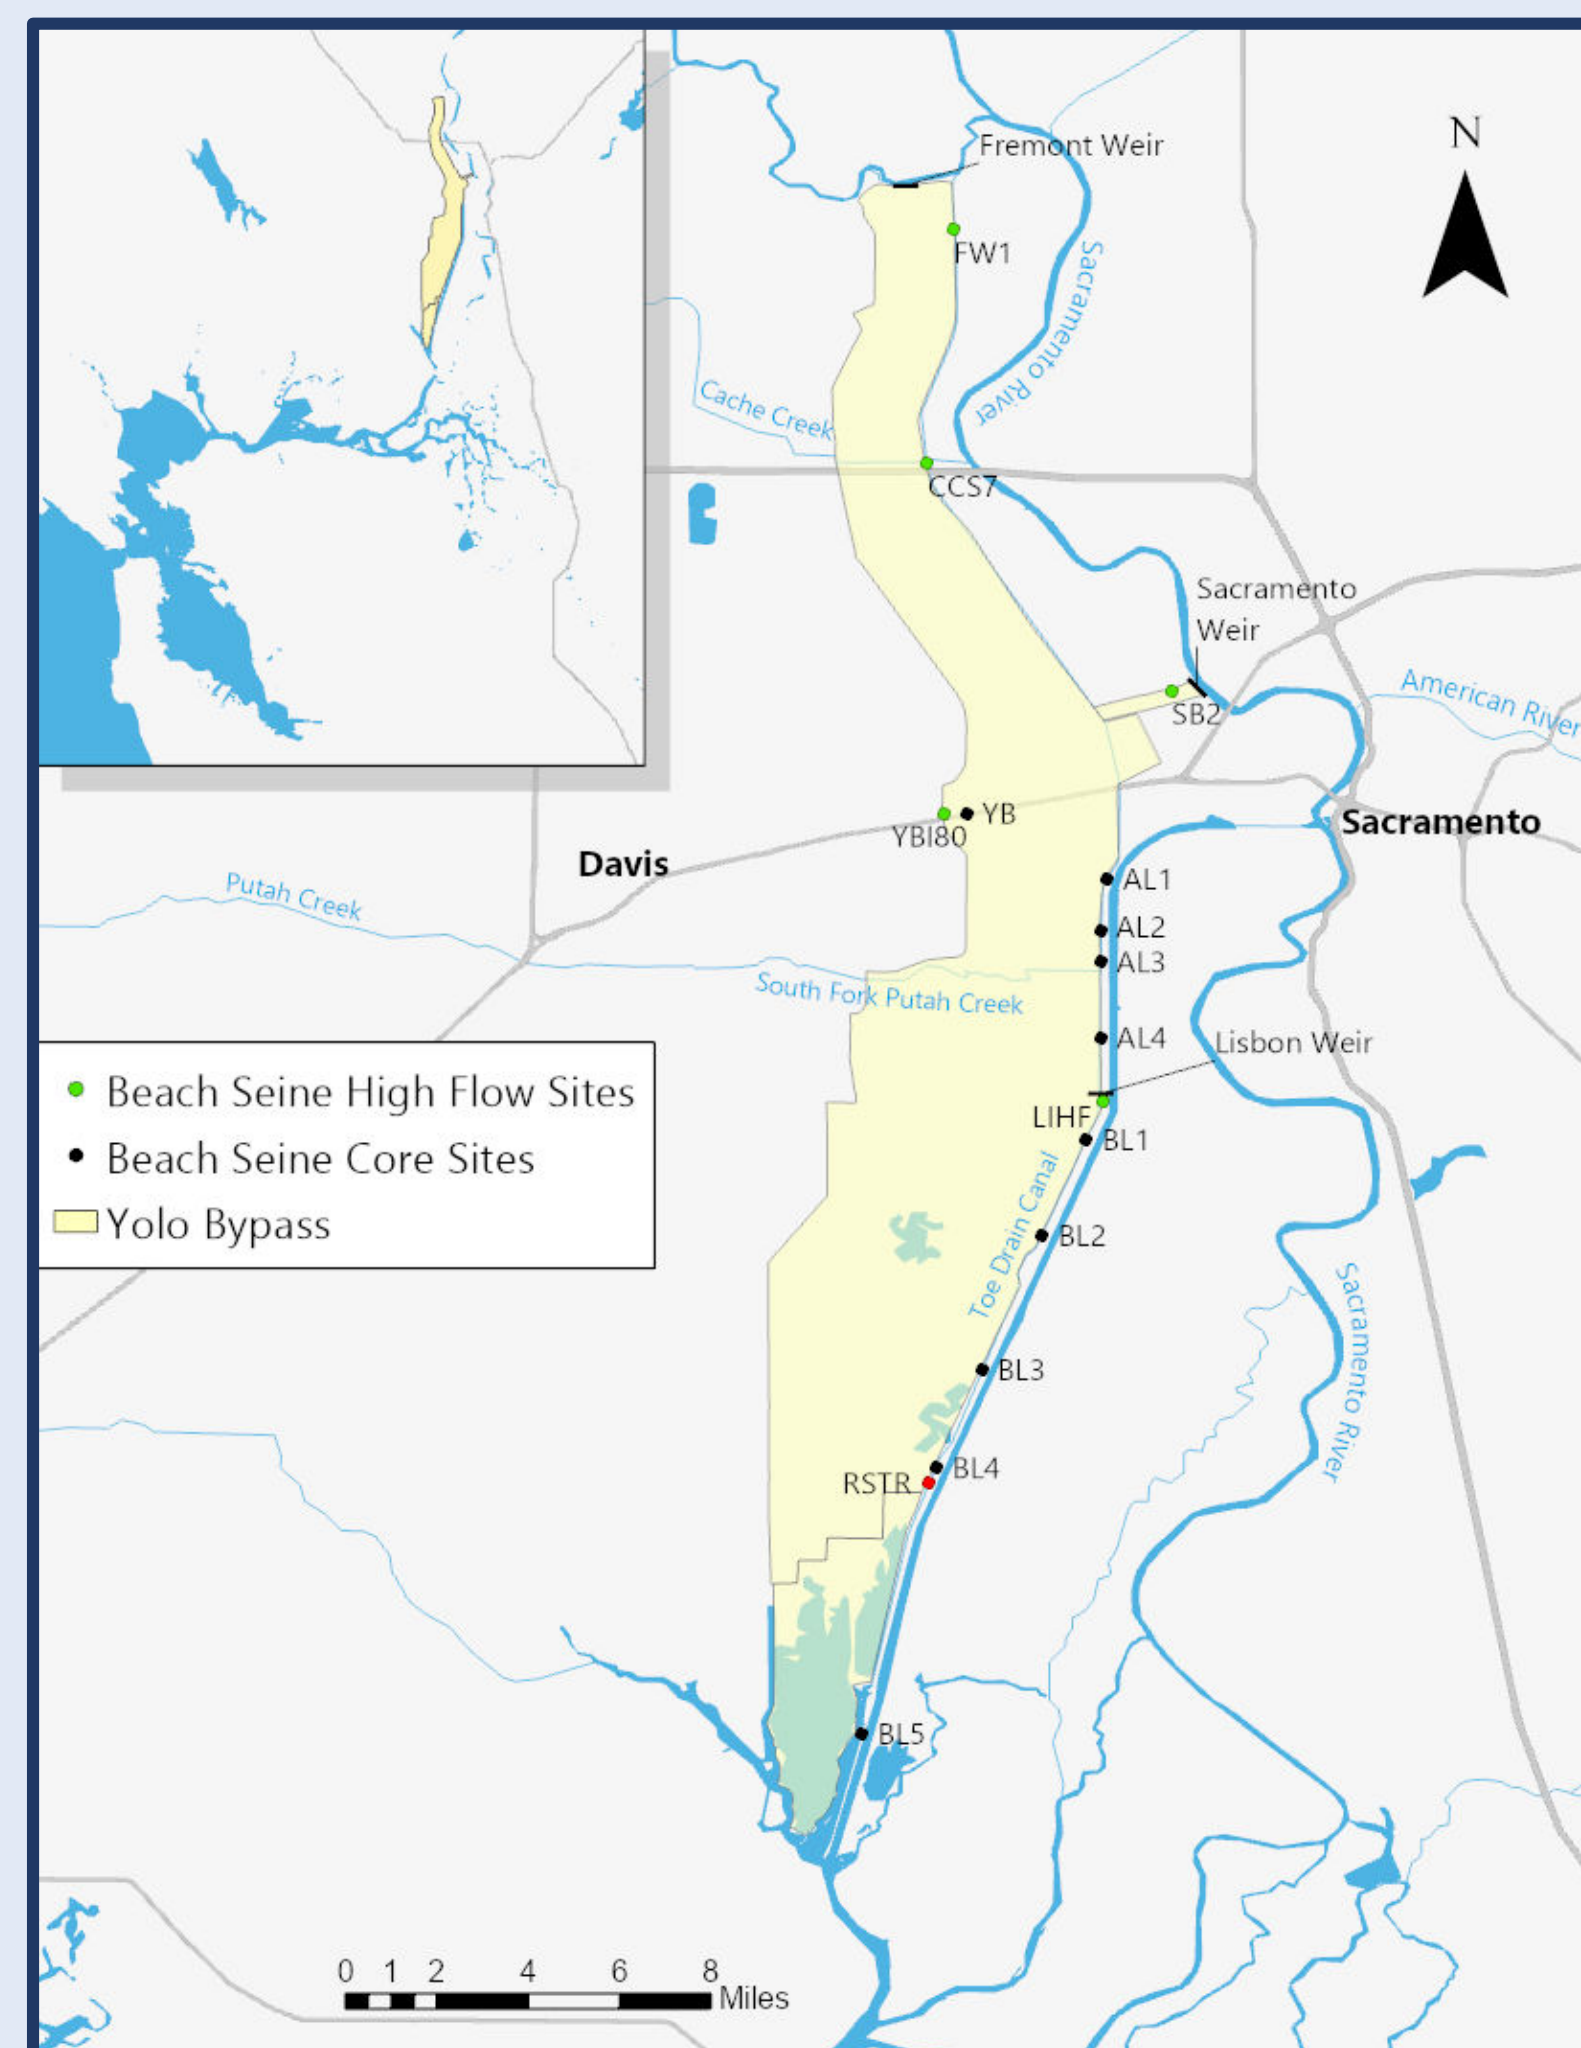 N
Fremont Weir
FW1
Sacramento River
Cache Creek
CCS7
Sacramento
Weir
American River
SB2
YB
YBI80
Sacramento
Davis
AL1
Putah Creek
AL2
AL3
South Fork Putah Creek
AL4
Lisbon Weir
Beach Seine High Flow Sites
Beach Seine Core Sites
Yolo Bypass
LIHF
BL1
Toe Drain Canal
BL2
Sacramento River
BL3
BL4
RSTR
BL5
0 1 2 4 6 8
Miles